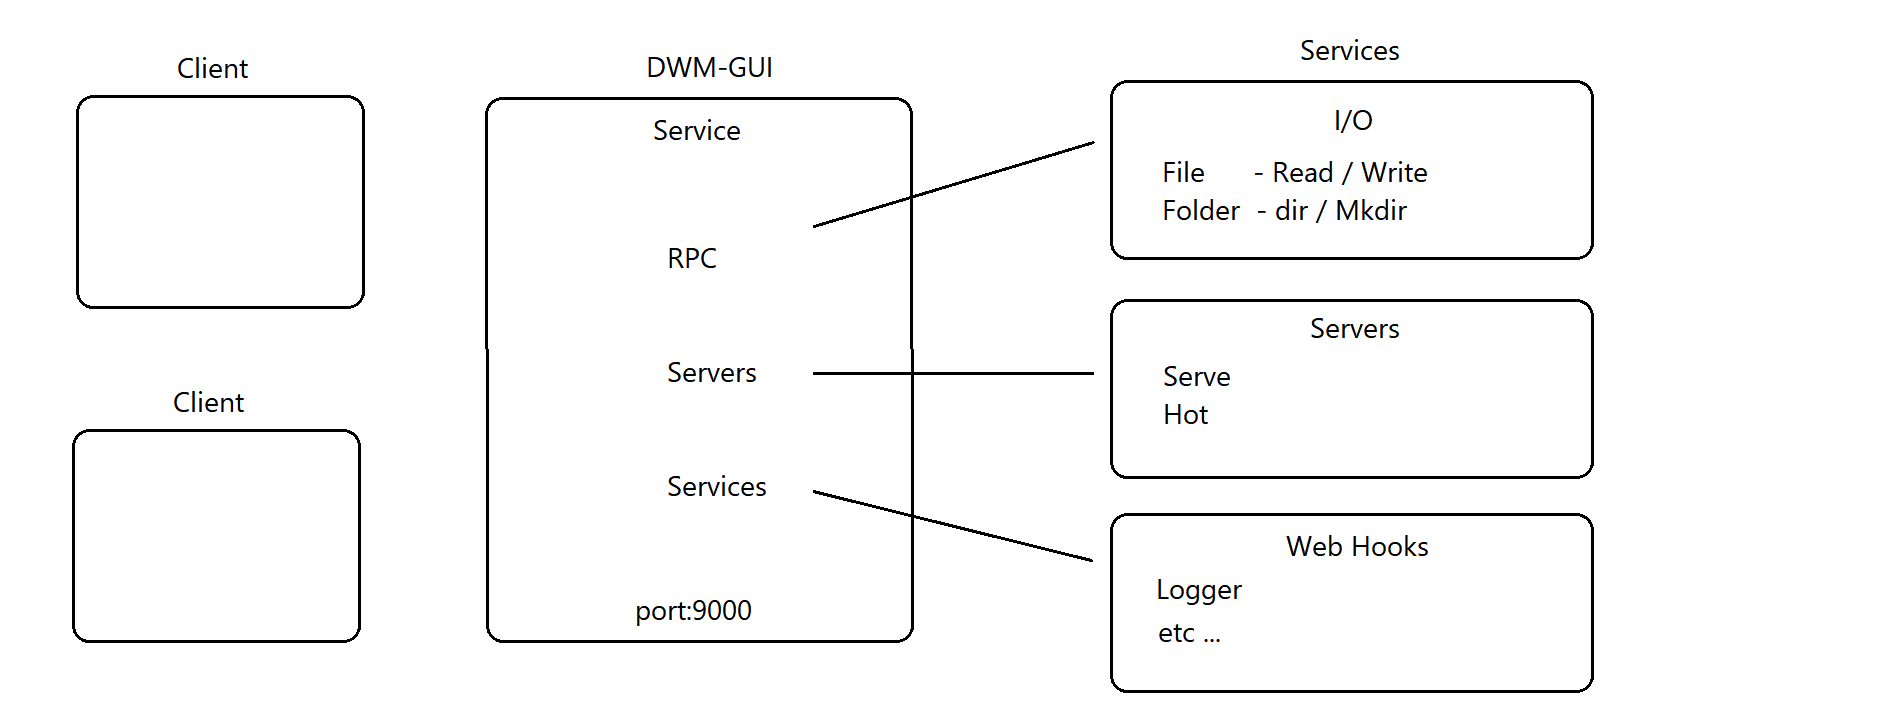 Client
Client
DWM-GUI
Service
RPC
Servers
Services
port:9000
Services
I/O
File - Read / Write
Folder - dir / Mkdir
Servers
Serve
Hot
Web Hooks
Logger
etc ...